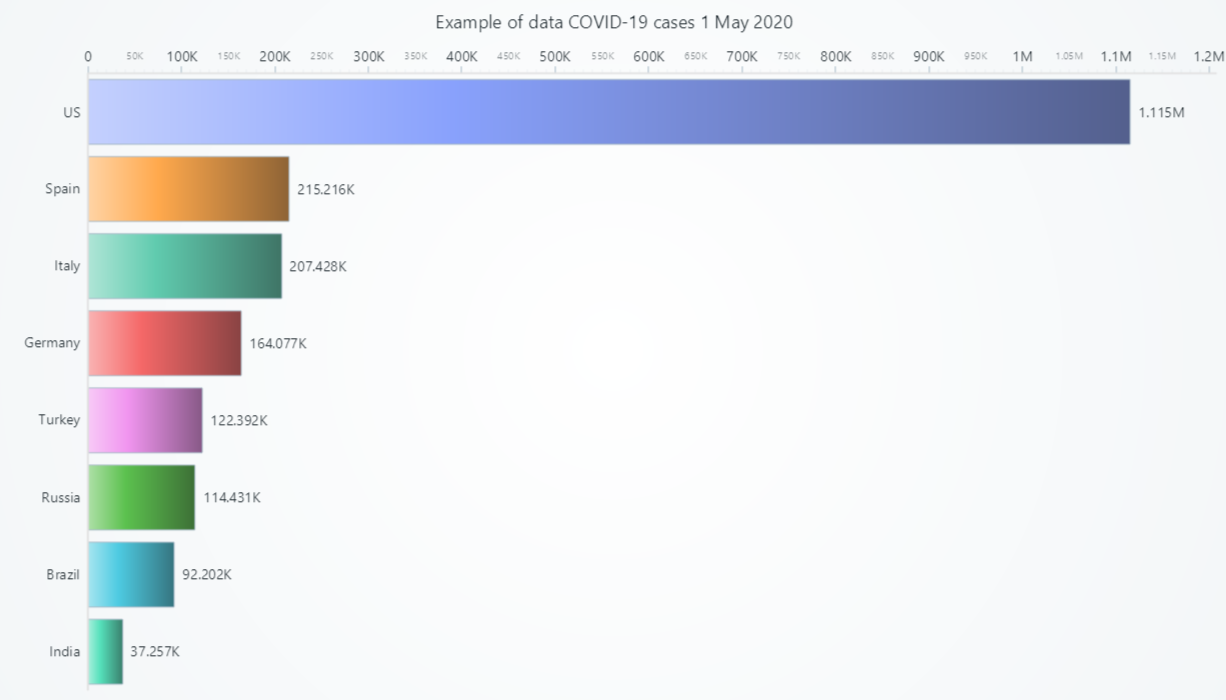 Example of data COVID-19 cases 1 May 2020
0 50K 100K 150K 200K 250K 300K 350K 400K 450K 500K 550K 600K 650K 700K 750K 800K 850K 900K 950K 1M 1.05M 1.1M 1.15M 1.2M
US 1.115M
Spain 215.216K
Italy 207.428K
Germany 164.077K
Turkey 122.392K
Russia 114.431K
Brazil 92.202K
India 37.257K